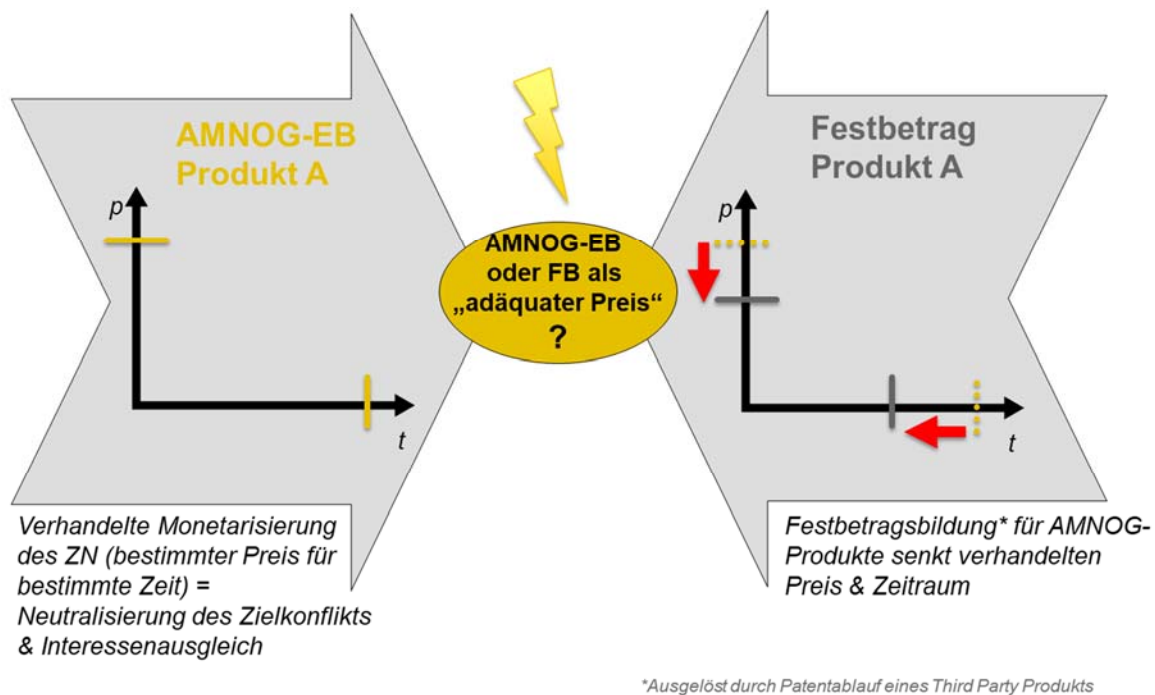 AMNOG-EB
Produkt A
p
t
Verhandelte Monetarisierung
des ZN (bestimmter Preis für
bestimmte Zeit) =
Neutralisierung des Zielkonflikts
& Interessenausgleich
AMNOG-EB
oder FB als
„adäquater Preis“
?
Festbetrag
Produkt A
p
t
Festbetragsbildung* für AMNOG-
Produkte senkt verhandelten
Preis & Zeitraum
*Ausgelöst durch Patentablauf eines Third Party Produkts